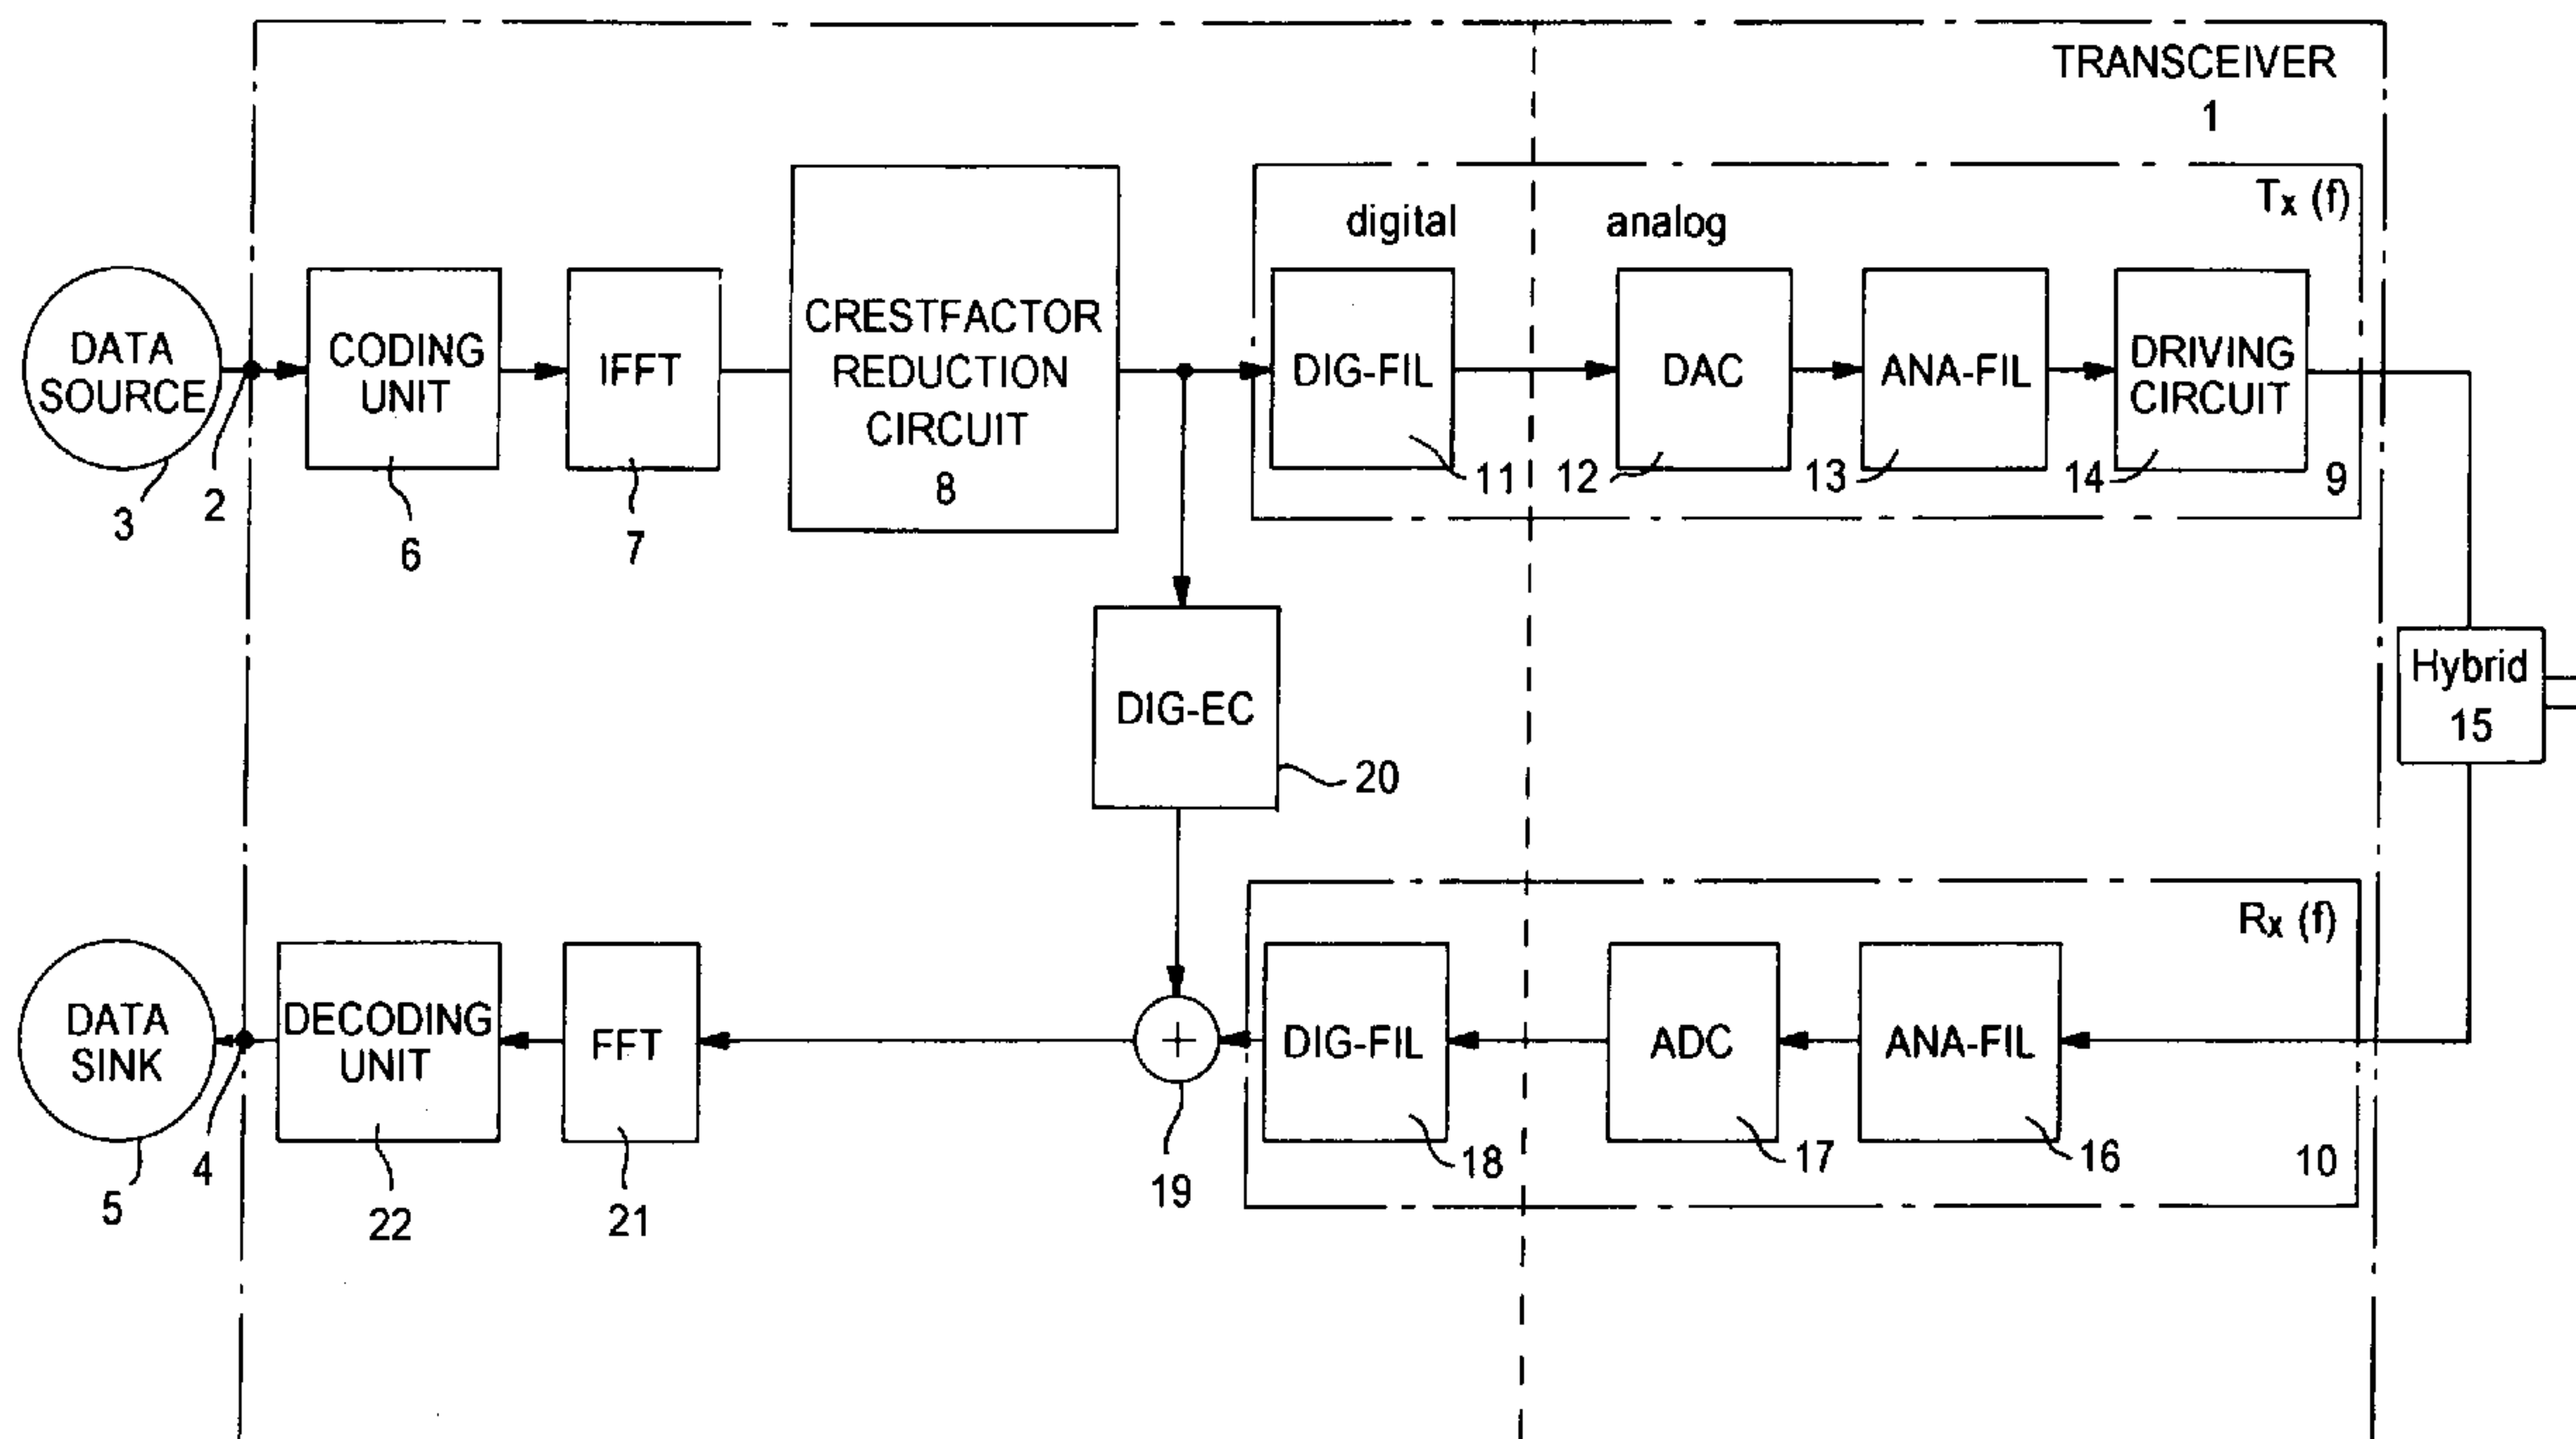 TRANSCEIVER
1
Tx (f)
digital
analog
DATA
SOURCE
3
2
CODING
UNIT
6
IFFT
7
CRESTFACTOR
REDUCTION
CIRCUIT
8
DIG-FIL
11
DAC
12
ANA-FIL
13
DRIVING
CIRCUIT
14
9
Hybrid
15
DIG-EC
20
Rx (f)
DATA
SINK
5
4
DECODING
UNIT
22
FFT
21
+
19
DIG-FIL
18
ADC
17
ANA-FIL
16
10